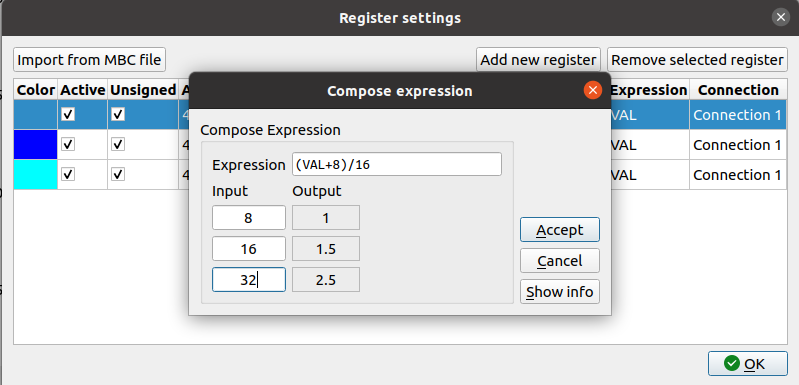 Register settings
Import from MBC file
Add new register
Remove selected register
Color Active Unsigned A
Expression Connection
4
VAL Connection 1
4
VAL Connection 1
4
VAL Connection 1
Compose expression
Compose Expression
Expression (VAL+8)/16
Input Output
8 1
16 1.5
32 2.5
Accept
Cancel
Show info
OK